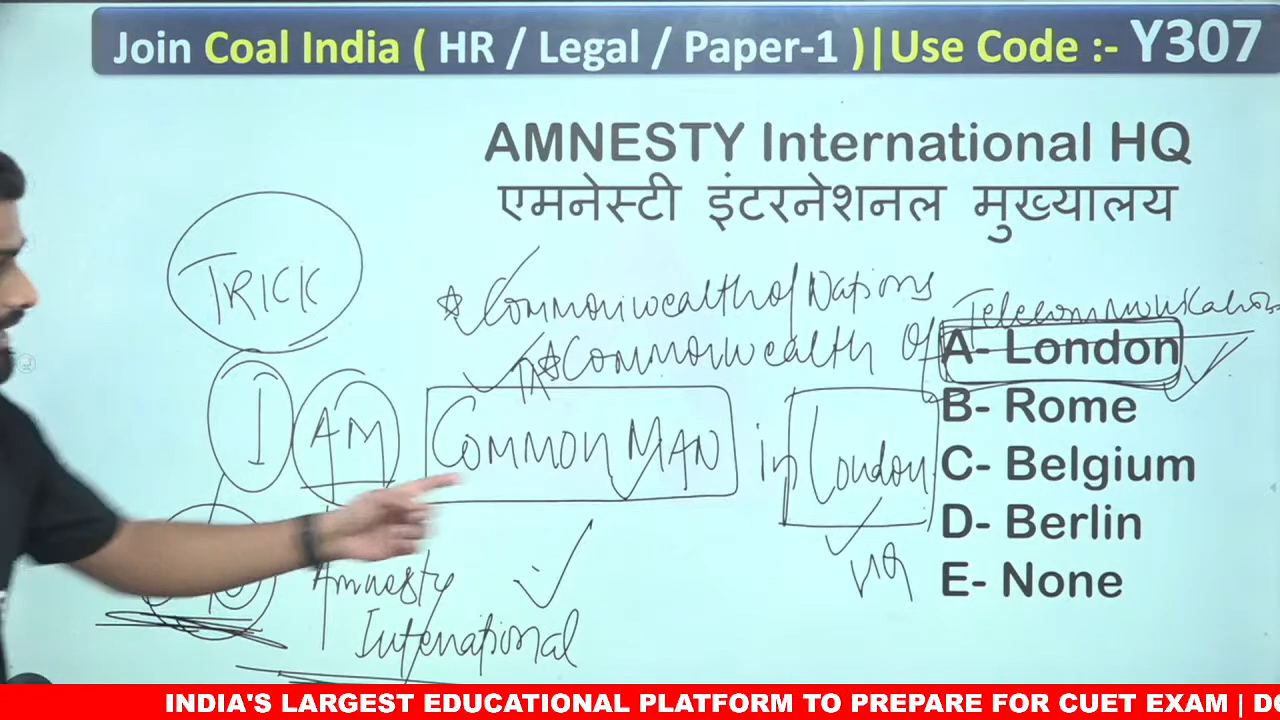 Join Coal India ( HR / Legal / Paper-1 )|Use Code :- Y307
AMNESTY International HQ
एमनेस्टी इंटरनेशनल मुख्यालय
TRICK
Commonwealth of Nations
Telecommunication
Commonwealth of
A- London
B- Rome
C- Belgium
D- Berlin
E- None
I AM COMMON MAN in London
HQ
Amnesty
International
INDIA'S LARGEST EDUCATIONAL PLATFORM TO PREPARE FOR CUET EXAM |